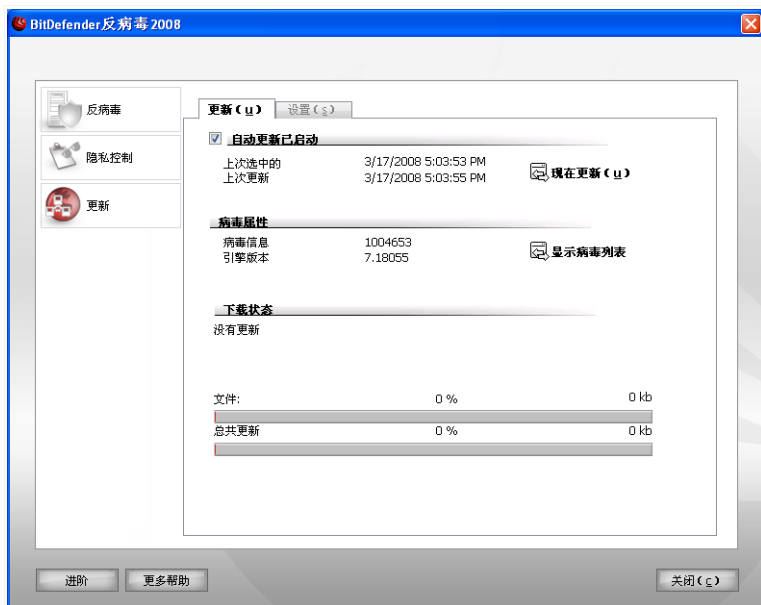 BitDefender反病毒2008
反病毒
隐私控制
更新
更新(u) 设置(s)
自动更新已启动
上次选中的 3/17/2008 5:03:53 PM
上次更新 3/17/2008 5:03:55 PM
现在更新(u)
病毒属性
病毒信息 1004653
引擎版本 7.18055
显示病毒列表
下载状态
没有更新
文件: 0 % 0 kb
总共更新 0 % 0 kb
进阶 更多帮助 关闭(c)